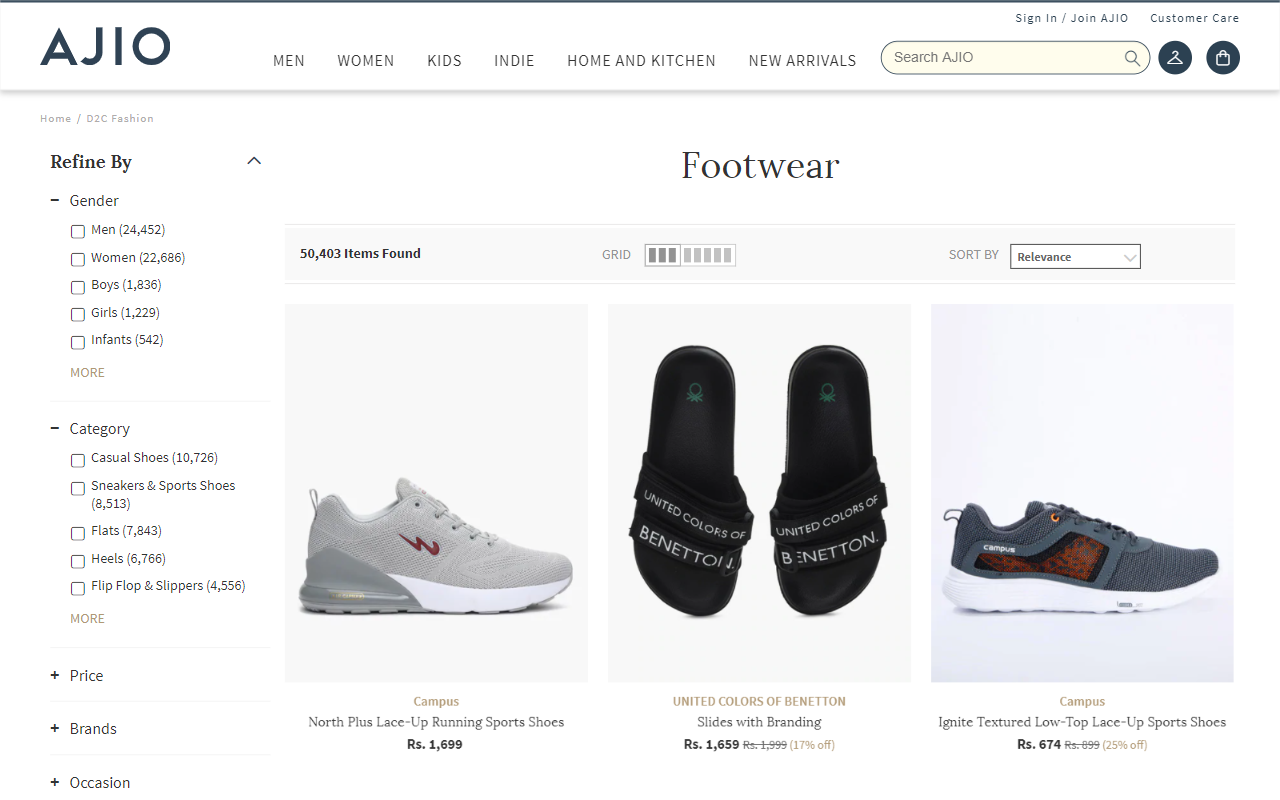 Sign In / Join AJIO Customer Care
AJIO
MEN WOMEN KIDS INDIE HOME AND KITCHEN NEW ARRIVALS
Search AJIO
Home / D2C Fashion
Refine By
Gender
Men (24,452)
Women (22,686)
Boys (1,836)
Girls (1,229)
Infants (542)
MORE
Category
Casual Shoes (10,726)
Sneakers & Sports Shoes
(8,513)
Flats (7,843)
Heels (6,766)
Flip Flop & Slippers (4,556)
MORE
Price
Brands
Occasion
Footwear
50,403 Items Found
GRID
SORT BY Relevance
Campus
North Plus Lace-Up Running Sports Shoes
Rs. 1,699
UNITED COLORS OF
BENETTON.
UNITED COLORS OF
BENETTON.
UNITED COLORS OF BENETTON
Slides with Branding
Rs. 1,659 Rs. 1,999 (17% off)
campus
Campus
Ignite Textured Low-Top Lace-Up Sports Shoes
Rs. 674 Rs. 899 (25% off)